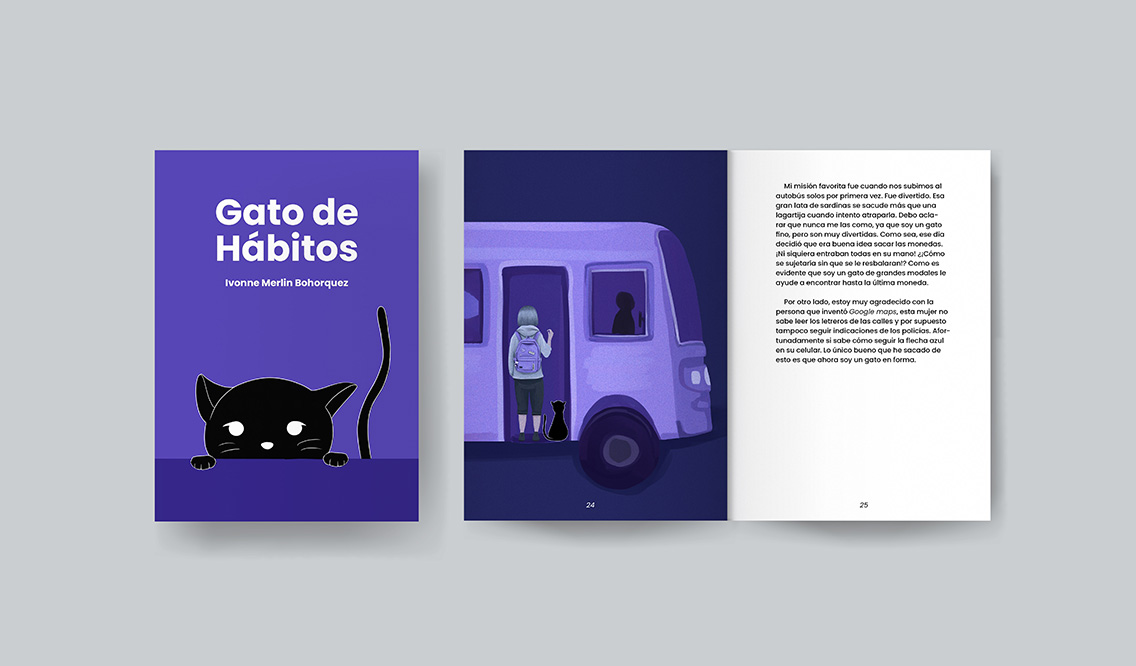 Gato de
Hábitos
Ivonne Merlin Bohorquez
24
Mi misión favorita fue cuando nos subimos al
autobús solos por primera vez. Fue divertido. Esa
gran lata de sardinas se sacude más que una
lagartija cuando intento atraparla. Debo acla-
rar que nunca me las como, ya que soy un gato
fino, pero son muy divertidas. Como sea, ese día
decidió que era buena idea sacar las monedas.
¡Ni siquiera entraban todas en su mano! ¿¡Cómo
se sujetaría sin que se le resbalaran!? Como es
evidente que soy un gato de grandes modales le
ayude a encontrar hasta la última moneda.
Por otro lado, estoy muy agradecido con la
persona que inventó Google maps, esta mujer no
sabe leer los letreros de las calles y por supuesto
tampoco seguir indicaciones de los policías. Afor-
tunadamente si sabe cómo seguir la flecha azul
en su celular. Lo único bueno que he sacado de
esto es que ahora soy un gato en forma.
25